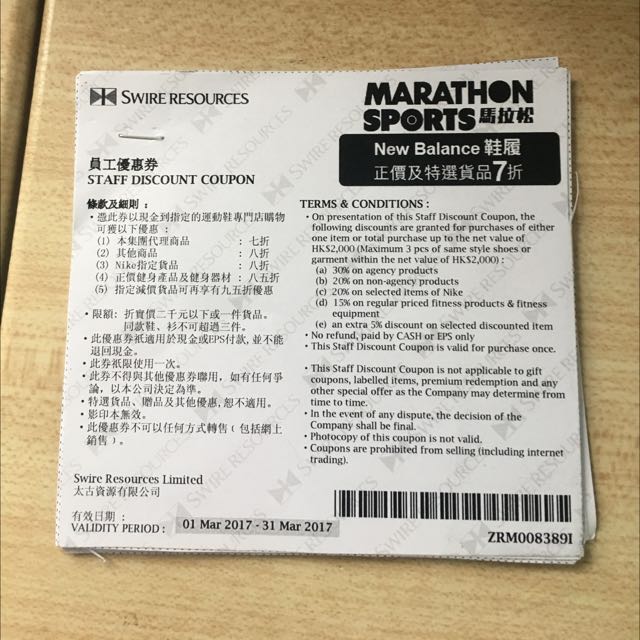 SWIRE RESOURCES
MARATHON
SPORTS 馬拉松
New Balance 鞋履
正價及特選貨品7折
員工優惠券
STAFF DISCOUNT COUPON
條款及細則：
・憑此券以現金到指定的運動鞋專門店購物
可獲以下優惠：
(1) 本集團代理商品 : 七折
(2) 其他商品 : 八折
(3) Nike指定貨品 : 八折
(4) 正價健身產品及健身器材 : 八五折
(5) 指定減價貨品可再享有九五折優惠
・限額: 折實價二千元以下或一件貨品。
同款鞋、衫不可超過三件。
・此優惠券祇適用於現金或EPS付款, 並不能
退回現金。
・此券祇限使用一次。
・此券不得與其他優惠券聯用，如有任何爭
論，以本公司決定為準。
・特選貨品、贈品及其他優惠,恕不適用。
・影印本無效。
・此優惠券不可以任何方式轉售﹝包括網上
銷售﹞。
TERMS & CONDITIONS :
• On presentation of this Staff Discount Coupon, the
following discounts are granted for purchases of either
one item or total purchase up to the net value of
HK$2,000 (Maximum 3 pcs of same style shoes or
garment within the net value of HK$2,000) :
(a) 30% on agency products
(b) 20% on non-agency products
(c) 20% on selected items of Nike
(d) 15% on regular priced fitness products & fitness
equipment
(e) an extra 5% discount on selected discounted item
• No refund, paid by CASH or EPS only
• This Staff Discount Coupon is valid for purchase once.
• This Staff Discount Coupon is not applicable to gift
coupons, labelled items, premium redemption and any
other special offer as the Company may determine from
time to time.
• In the event of any dispute, the decision of the
Company shall be final.
• Photocopy of this coupon is not valid.
• Coupons are prohibited from selling (including internet
trading).
Swire Resources Limited
太古資源有限公司
有效日期 :
VALIDITY PERIOD : 01 Mar 2017 - 31 Mar 2017
ZRM008389I